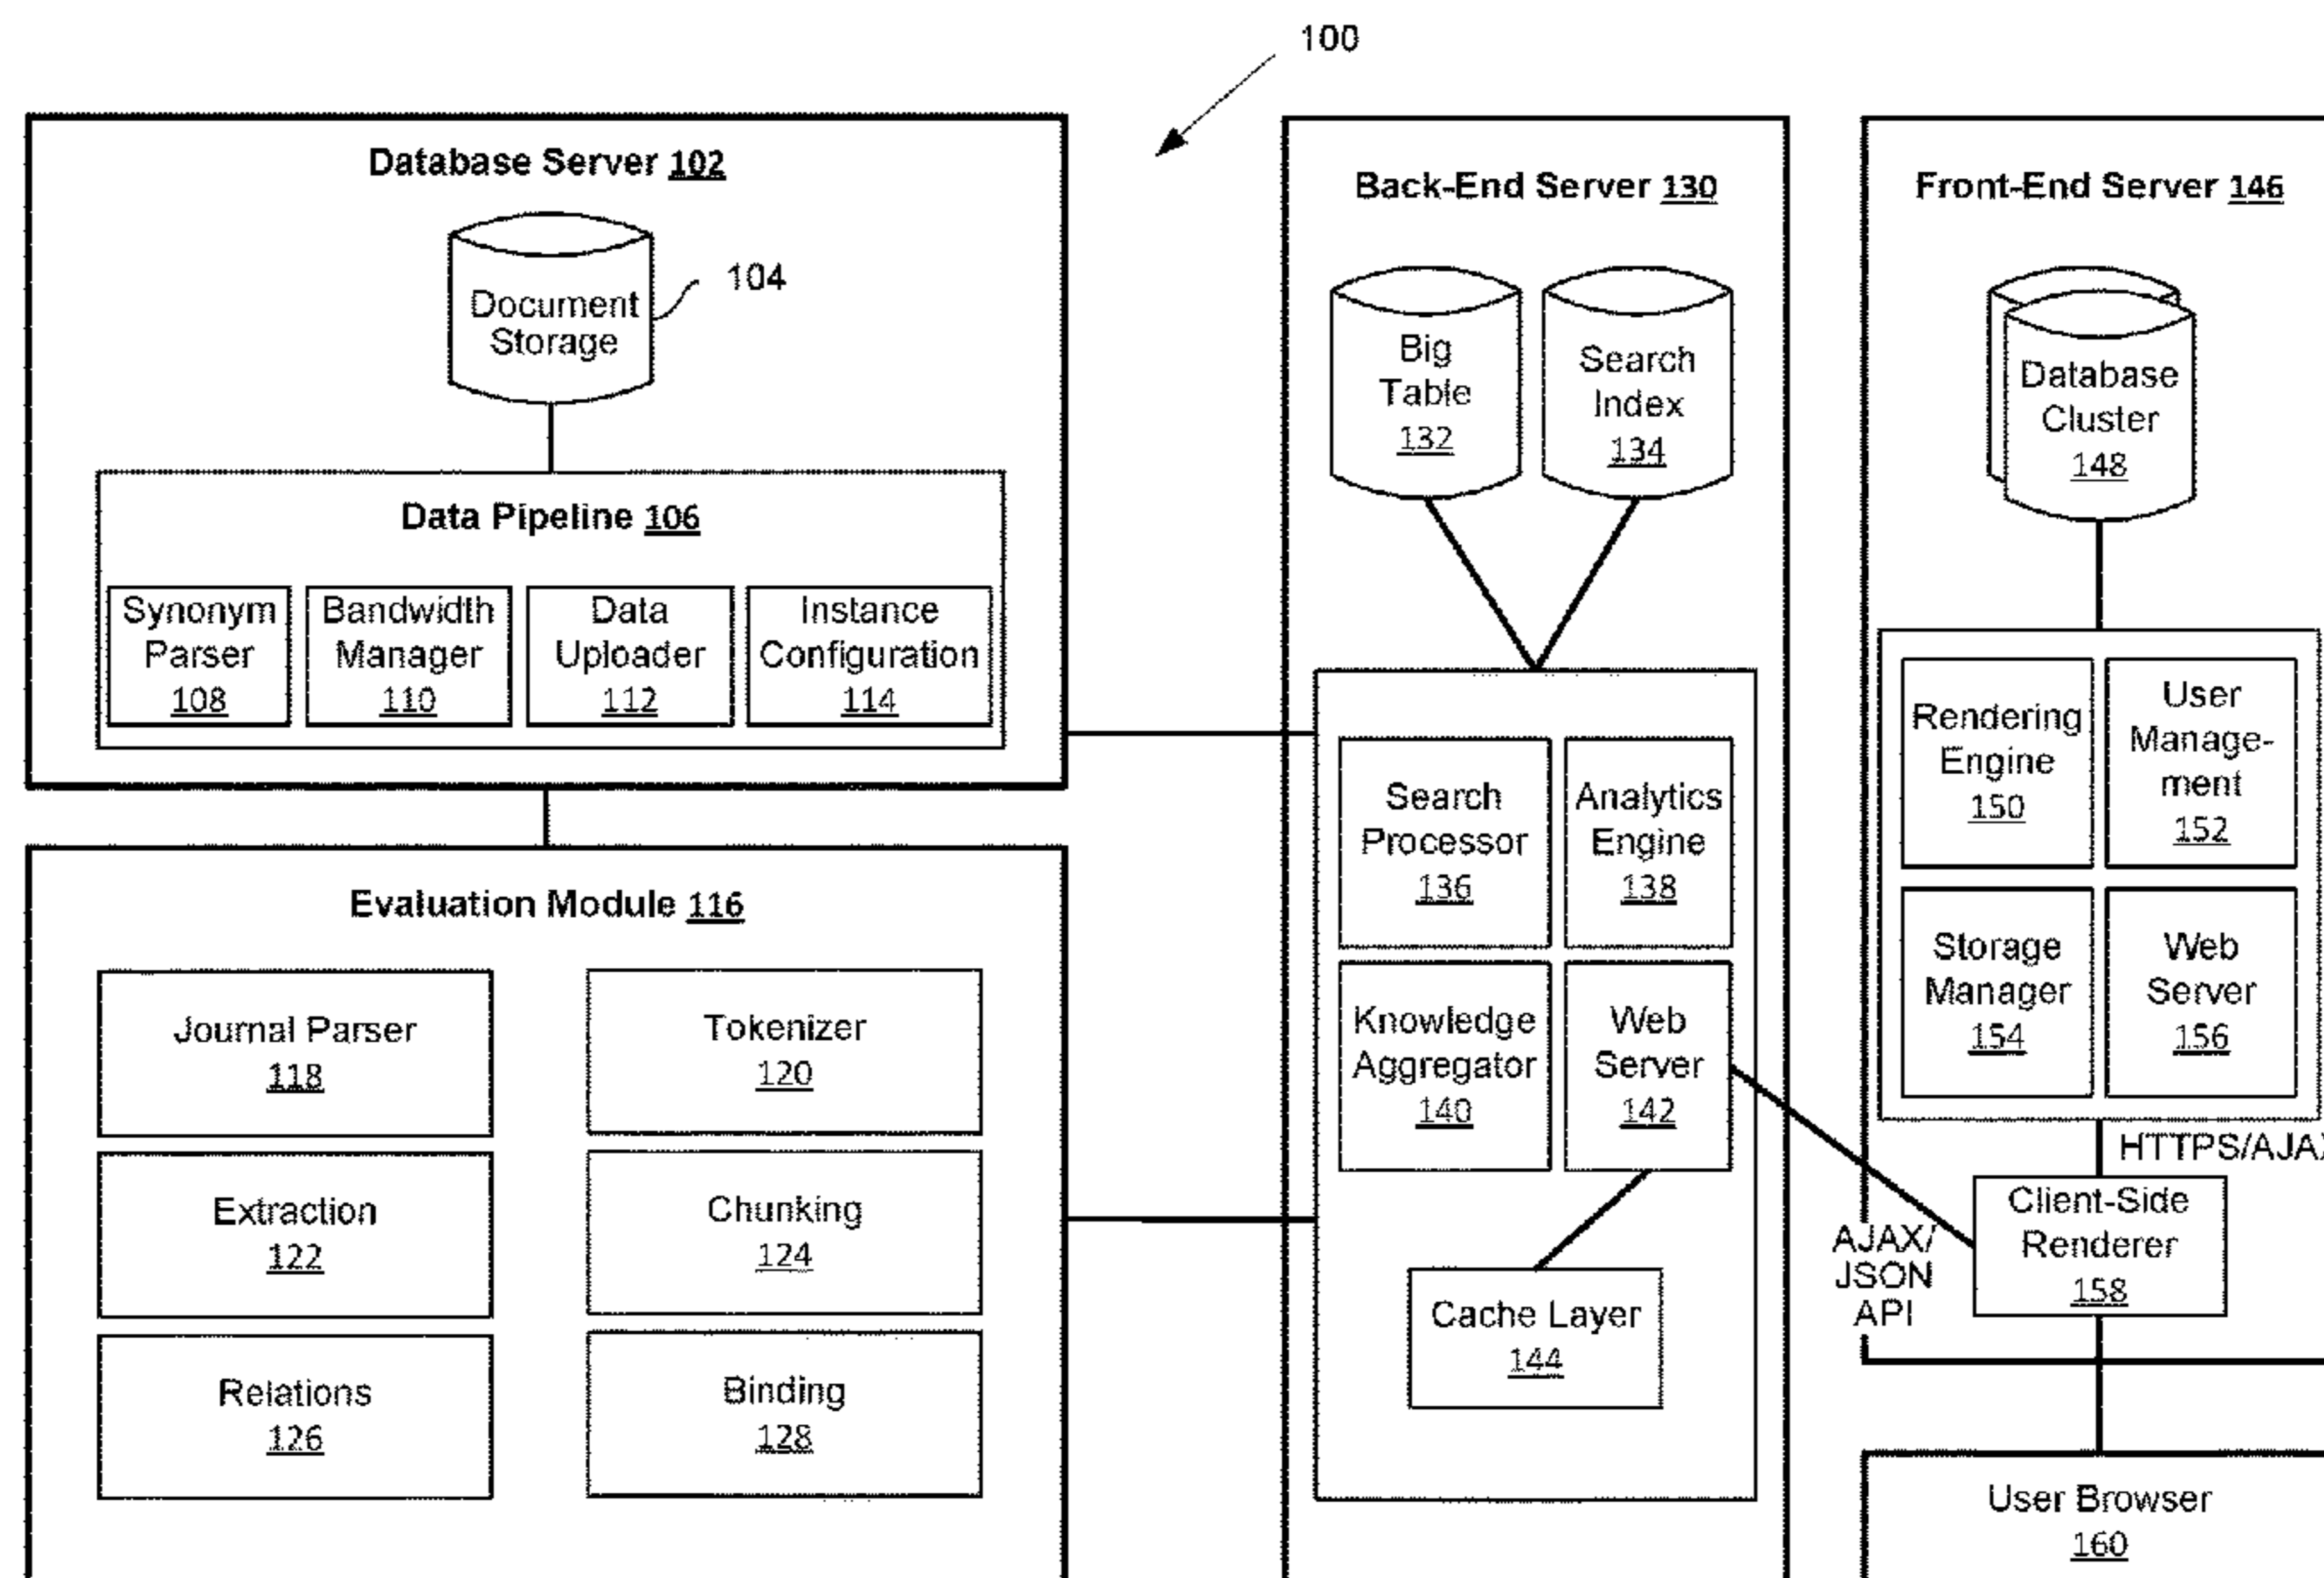 100
Database Server 102
Document
Storage
104
Data Pipeline 106
Synonym
Parser
108
Bandwidth
Manager
110
Data
Uploader
112
Instance
Configuration
114
Evaluation Module 116
Journal Parser
118
Tokenizer
120
Extraction
122
Chunking
124
Relations
126
Binding
128
Back-End Server 130
Big
Table
132
Search
Index
134
Search
Processor
136
Analytics
Engine
138
Knowledge
Aggregator
140
Web
Server
142
Cache Layer
144
Front-End Server 146
Database
Cluster
148
Rendering
Engine
150
User
Manage-
ment
152
Storage
Manager
154
Web
Server
156
HTTPS/AJAX
AJAX/
JSON
API
Client-Side
Renderer
158
User Browser
160